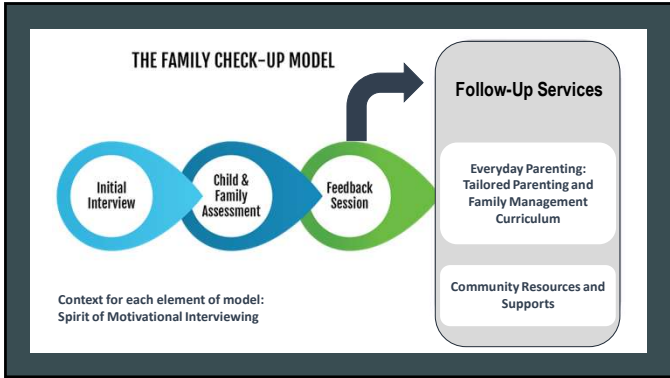 THE FAMILY CHECK-UP MODEL
Initial
Interview
Child &
Family
Assessment
Feedback
Session
Context for each element of model:
Spirit of Motivational Interviewing
Follow-Up Services
Everyday Parenting:
Tailored Parenting and
Family Management
Curriculum
Community Resources and
Supports